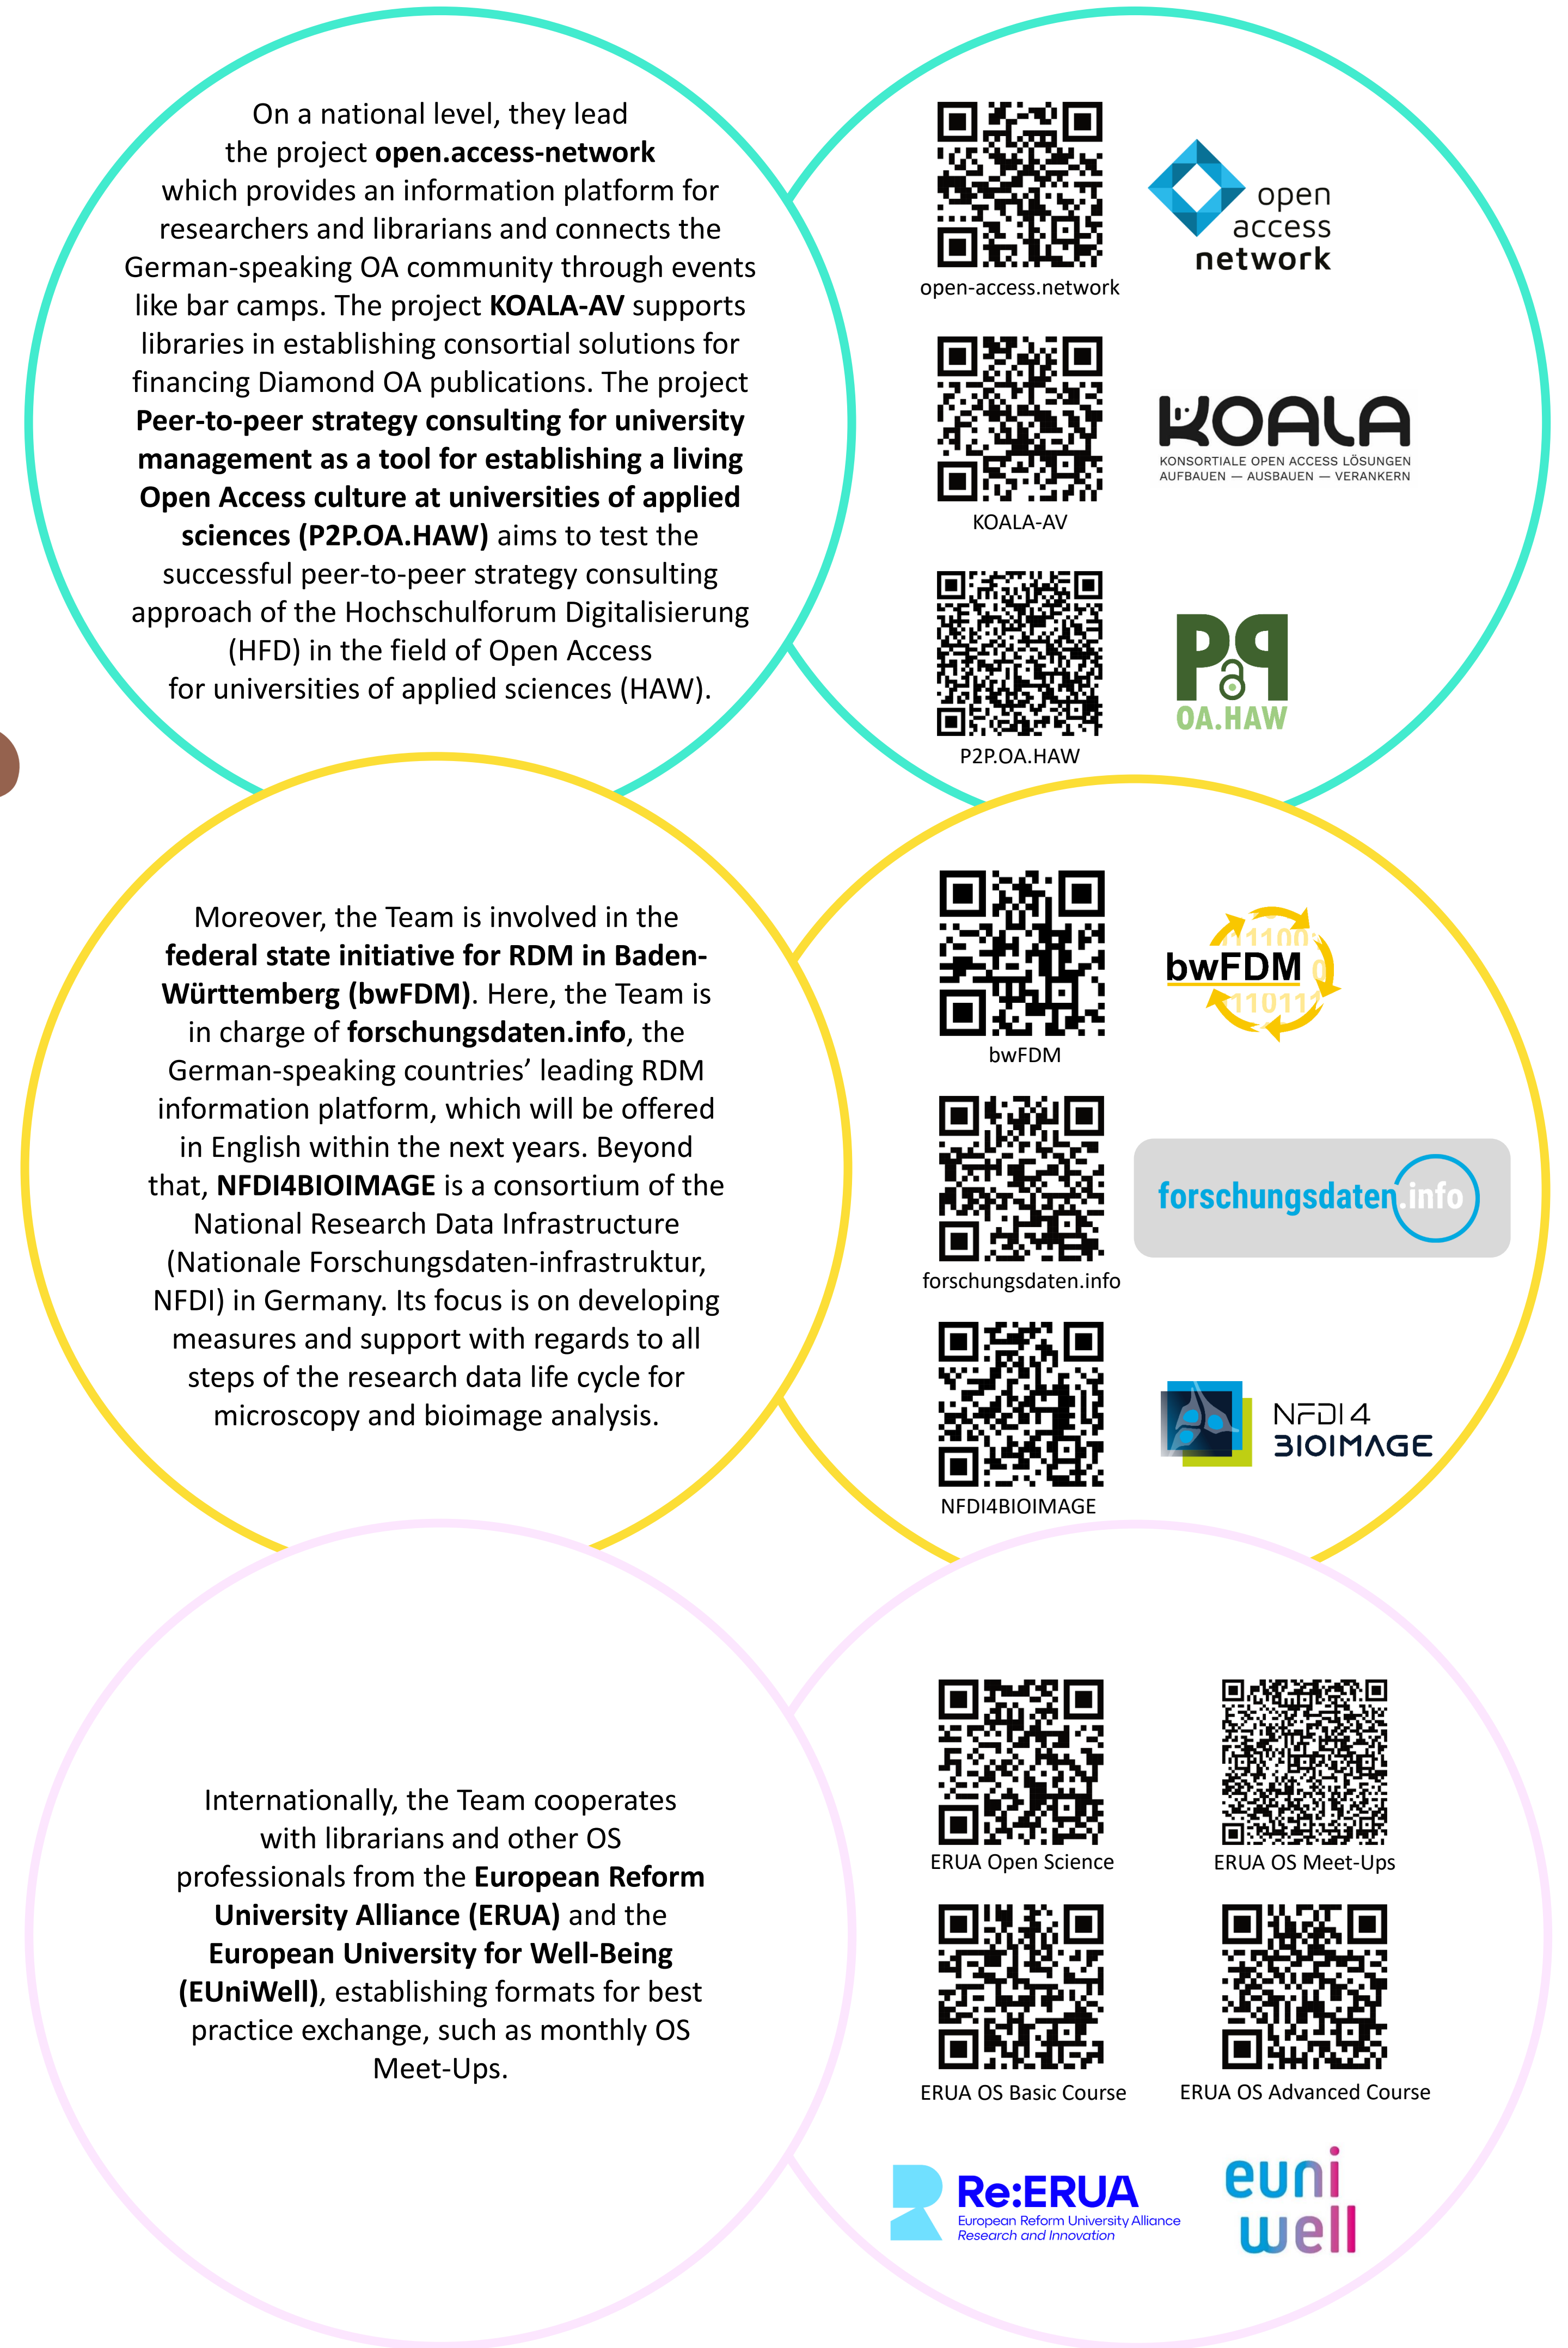 On a national level, they lead
the project open.access-network
which provides an information platform for
researchers and librarians and connects the
German-speaking OA community through events
like bar camps. The project KOALA-AV supports
libraries in establishing consortial solutions for
financing Diamond OA publications. The project
Peer-to-peer strategy consulting for university
management as a tool for establishing a living
Open Access culture at universities of applied
sciences (P2P.OA.HAW) aims to test the
successful peer-to-peer strategy consulting
approach of the Hochschulforum Digitalisierung
(HFD) in the field of Open Access
for universities of applied sciences (HAW).
open
access
network
open-access.network
KOALA
KONSORTIALE OPEN ACCESS LÖSUNGEN
AUFBAUEN — AUSBAUEN — VERANKERN
KOALA-AV
PaP
OA.HAW
P2P.OA.HAW
Moreover, the Team is involved in the
federal state initiative for RDM in Baden-
Württemberg (bwFDM). Here, the Team is
in charge of forschungsdaten.info, the
German-speaking countries’ leading RDM
information platform, which will be offered
in English within the next years. Beyond
that, NFDI4BIOIMAGE is a consortium of the
National Research Data Infrastructure
(Nationale Forschungsdaten-infrastruktur,
NFDI) in Germany. Its focus is on developing
measures and support with regards to all
steps of the research data life cycle for
microscopy and bioimage analysis.
bwFDM
bwFDM
forschungsdaten.info
forschungsdaten.info
NFDI4
BIOIMAGE
NFDI4BIOIMAGE
Internationally, the Team cooperates
with librarians and other OS
professionals from the European Reform
University Alliance (ERUA) and the
European University for Well-Being
(EUniWell), establishing formats for best
practice exchange, such as monthly OS
Meet-Ups.
ERUA Open Science
ERUA OS Meet-Ups
ERUA OS Basic Course
ERUA OS Advanced Course
Re:ERUA
European Reform University Alliance
Research and Innovation
euni
well